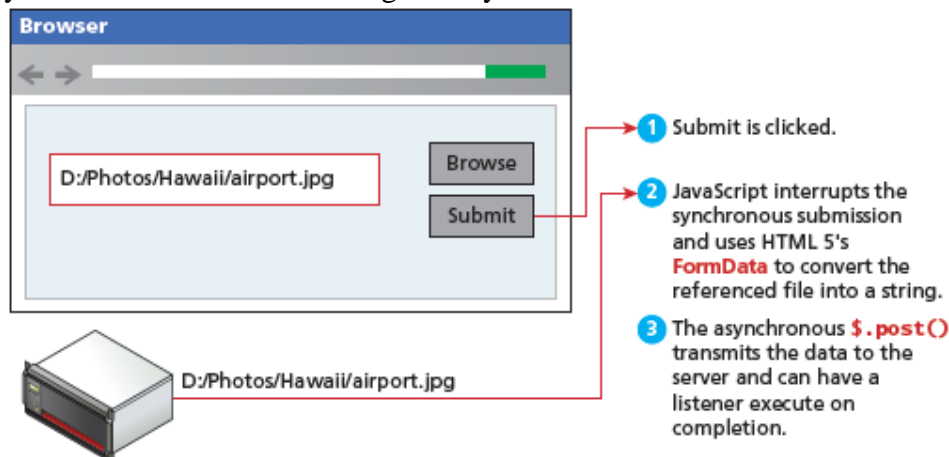 Browser
D:/Photos/Hawaii/airport.jpg
Browse
Submit
1 Submit is clicked.
2 JavaScript interrupts the
synchronous submission
and uses HTML 5's
FormData to convert the
referenced file into a string.
3 The asynchronous $.post()
transmits the data to the
server and can have a
listener execute on
completion.
D:/Photos/Hawaii/airport.jpg